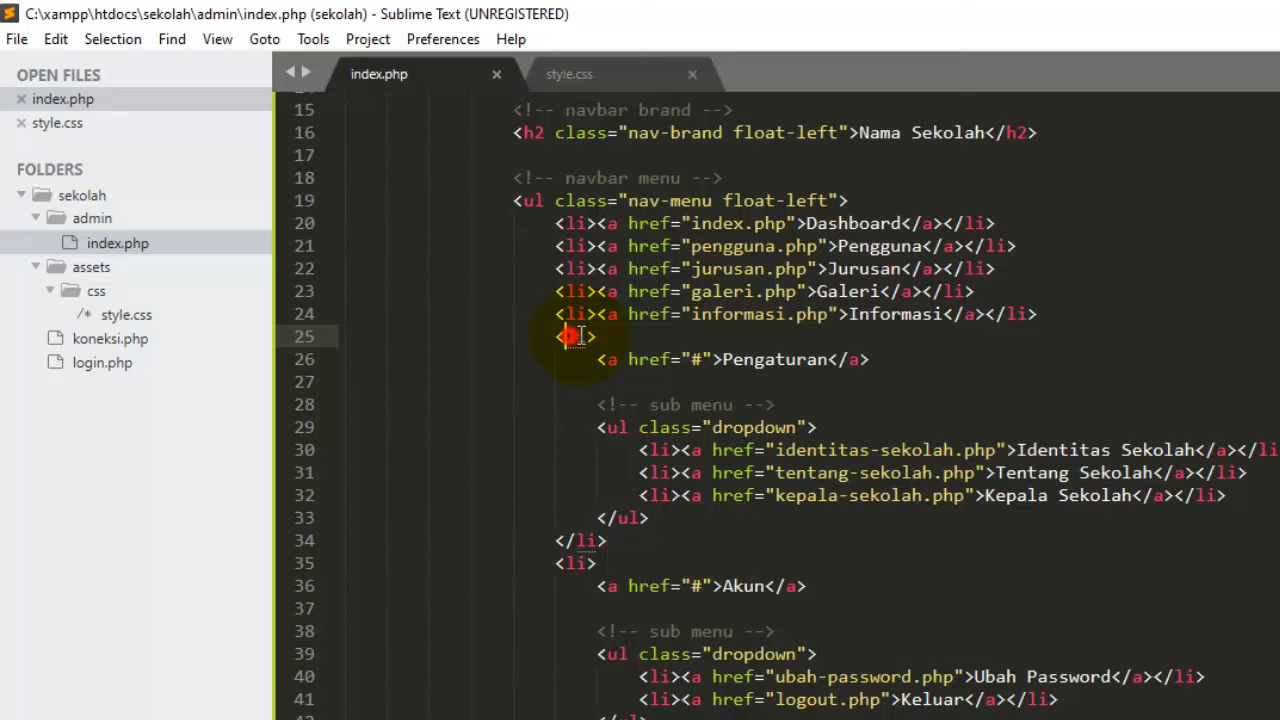 C:\xampp\htdocs\sekolah\admin\index.php (sekolah) - Sublime Text (UNREGISTERED)
File Edit Selection Find View Goto Tools Project Preferences Help
OPEN FILES
index.php
style.css
FOLDERS
sekolah
admin
index.php
assets
css
/* style.css
koneksi.php
login.php
index.php
style.css
15 <!-- navbar brand -->
16 <h2 class="nav-brand float-left">Nama Sekolah</h2>
17
18 <!-- navbar menu -->
19 <ul class="nav-menu float-left">
20 <li><a href="index.php">Dashboard</a></li>
21 <li><a href="pengguna.php">Pengguna</a></li>
22 <li><a href="jurusan.php">Jurusan</a></li>
23 <li><a href="galeri.php">Galeri</a></li>
24 <li><a href="informasi.php">Informasi</a></li>
25 <li>
26 <a href="#">Pengaturan</a>
27
28 <!-- sub menu -->
29 <ul class="dropdown">
30 <li><a href="identitas-sekolah.php">Identitas Sekolah</a></li
31 <li><a href="tentang-sekolah.php">Tentang Sekolah</a></li>
32 <li><a href="kepala-sekolah.php">Kepala Sekolah</a></li>
33 </ul>
34 </li>
35 <li>
36 <a href="#">Akun</a>
37
38 <!-- sub menu -->
39 <ul class="dropdown">
40 <li><a href="ubah-password.php">Ubah Password</a></li>
41 <li><a href="logout.php">Keluar</a></li>